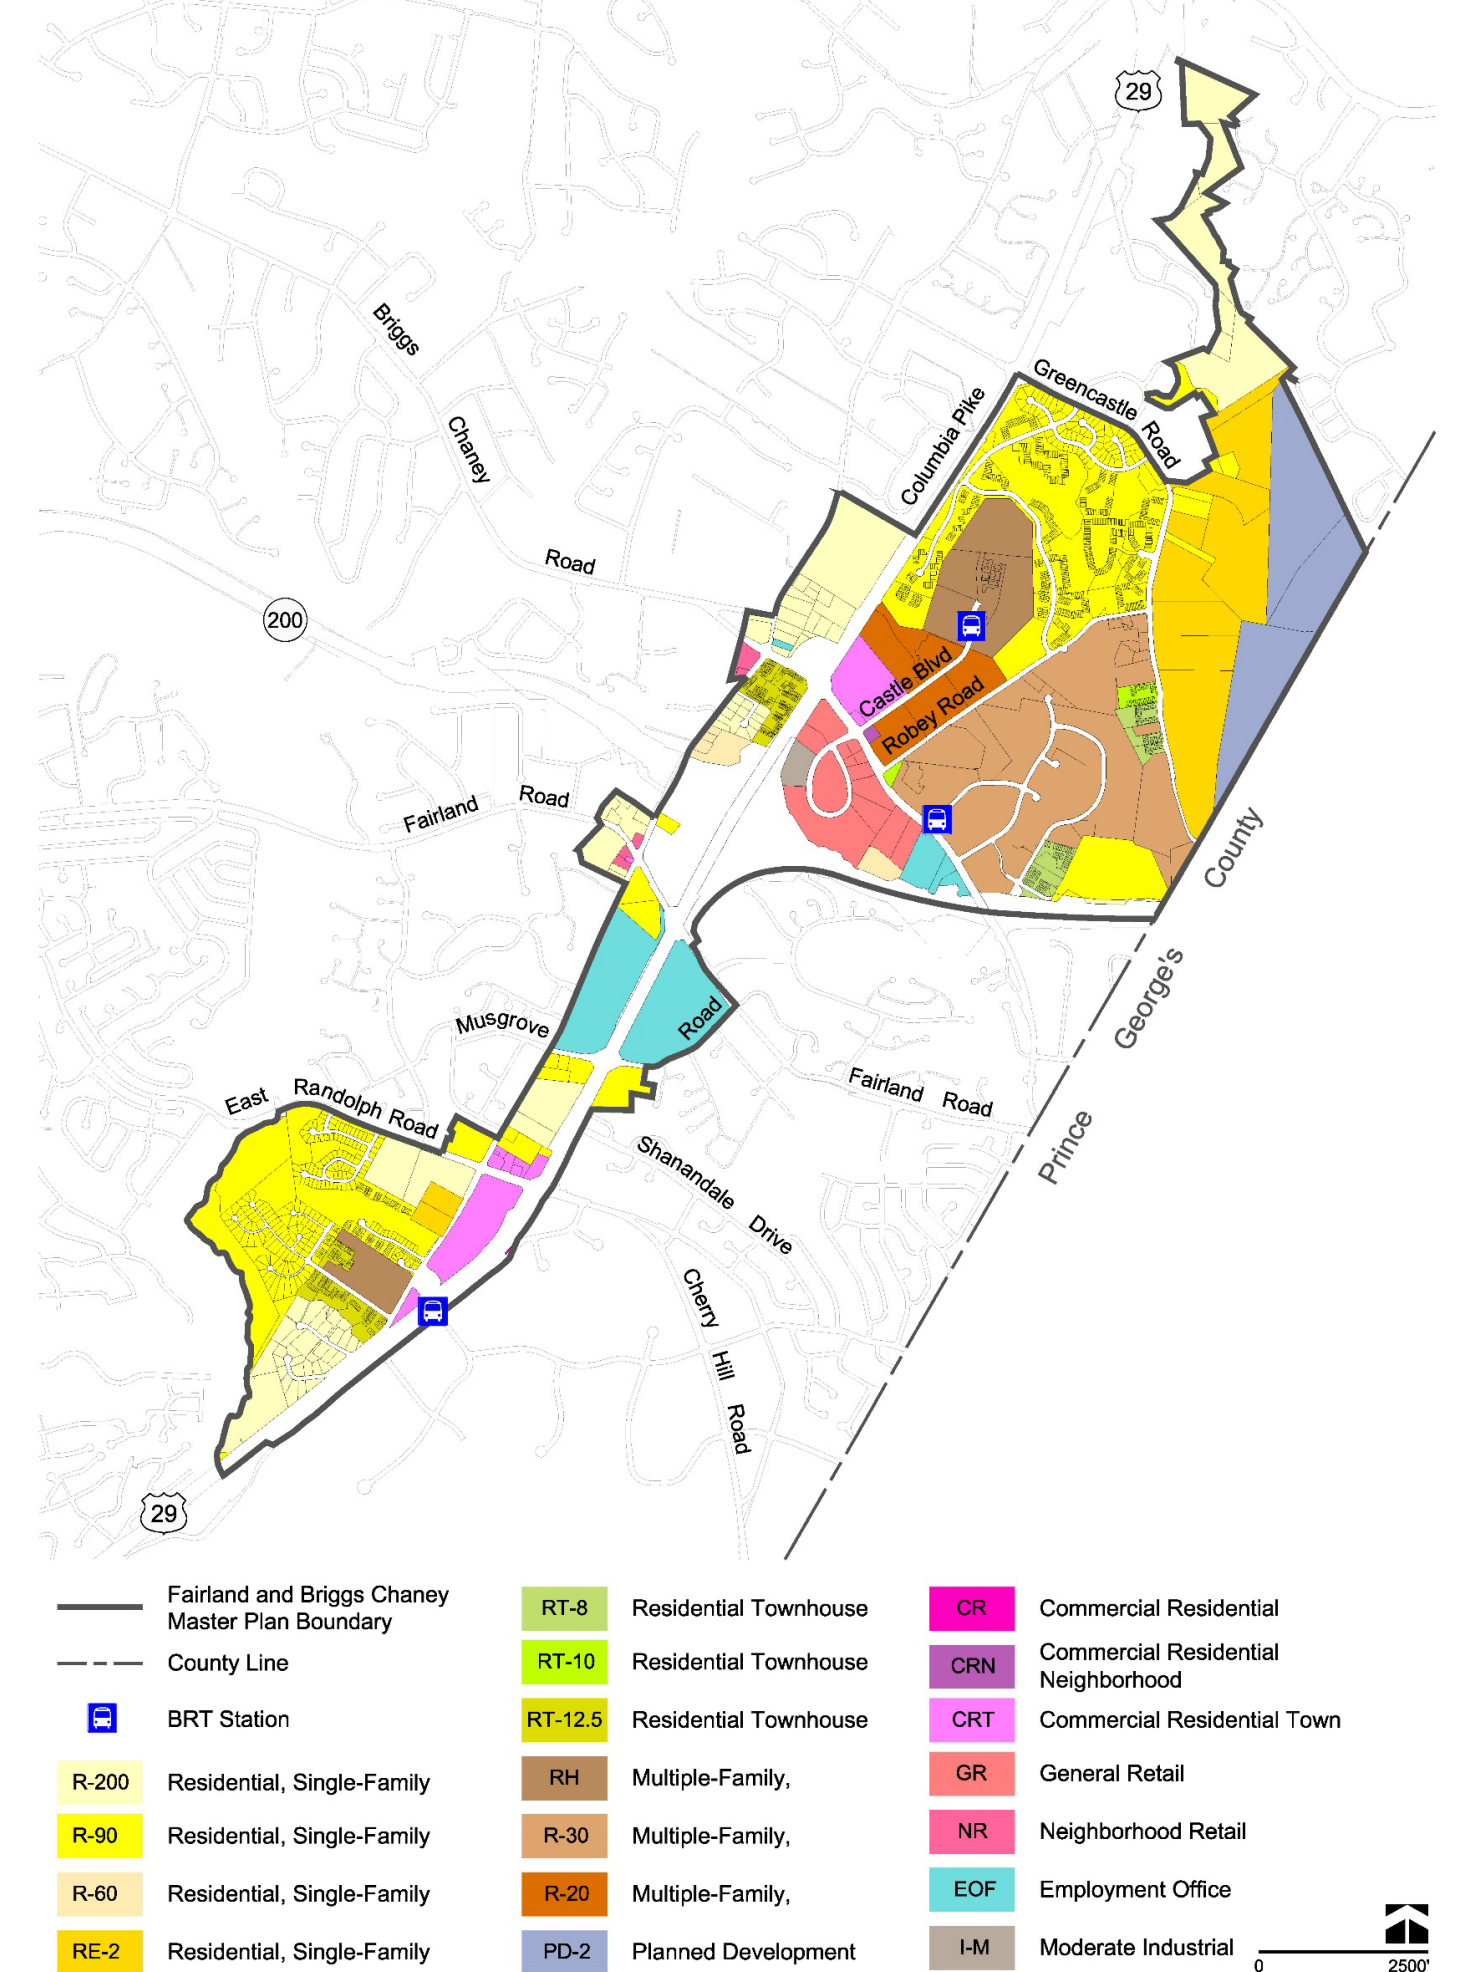 29
Greencastle
Road
Columbia Pike
Briggs
Chaney
Road
200
Castle Blvd
Robey Road
Fairland
Road
County
George's
Prince
Musgrove
Road
Fairland
Road
East
Randolph Road
Shanandale
Drive
Cherry
Hill
Road
29
Fairland and Briggs Chaney
Master Plan Boundary
County Line
BRT Station
R-200 Residential, Single-Family
R-90 Residential, Single-Family
R-60 Residential, Single-Family
RE-2 Residential, Single-Family
RT-8 Residential Townhouse
RT-10 Residential Townhouse
RT-12.5 Residential Townhouse
RH Multiple-Family,
R-30 Multiple-Family,
R-20 Multiple-Family,
PD-2 Planned Development
CR Commercial Residential
CRN Commercial Residential
Neighborhood
CRT Commercial Residential Town
GR General Retail
NR Neighborhood Retail
EOF Employment Office
I-M Moderate Industrial
0 2500'